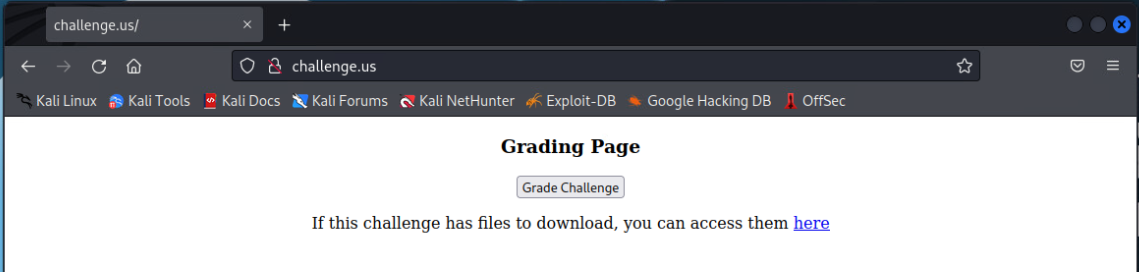 challenge.us/
challenge.us
Kali Linux Kali Tools Kali Docs Kali Forums Kali NetHunter Exploit-DB Google Hacking DB OffSec
Grading Page
Grade Challenge
If this challenge has files to download, you can access them here